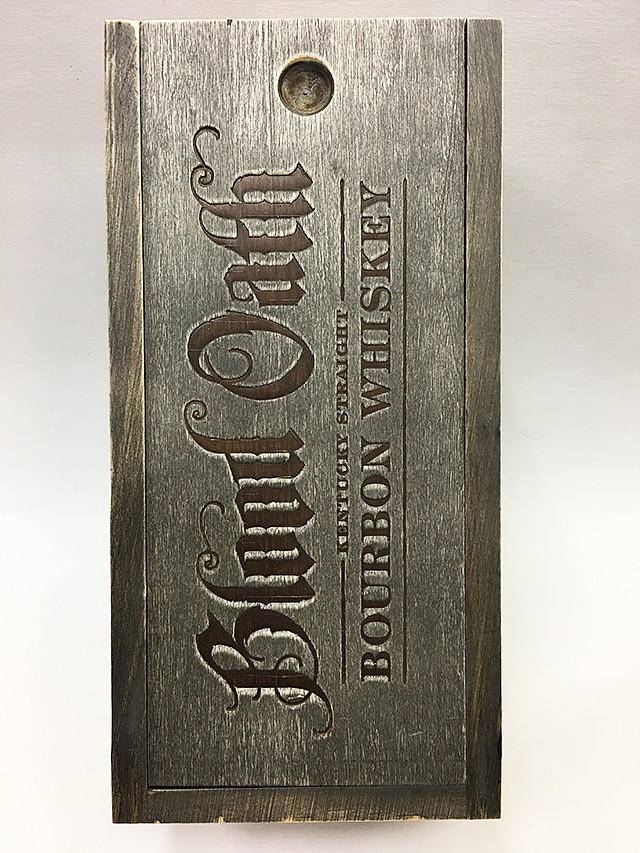 Blood Oath
KENTUCKY STRAIGHT
BOURBON WHISKEY